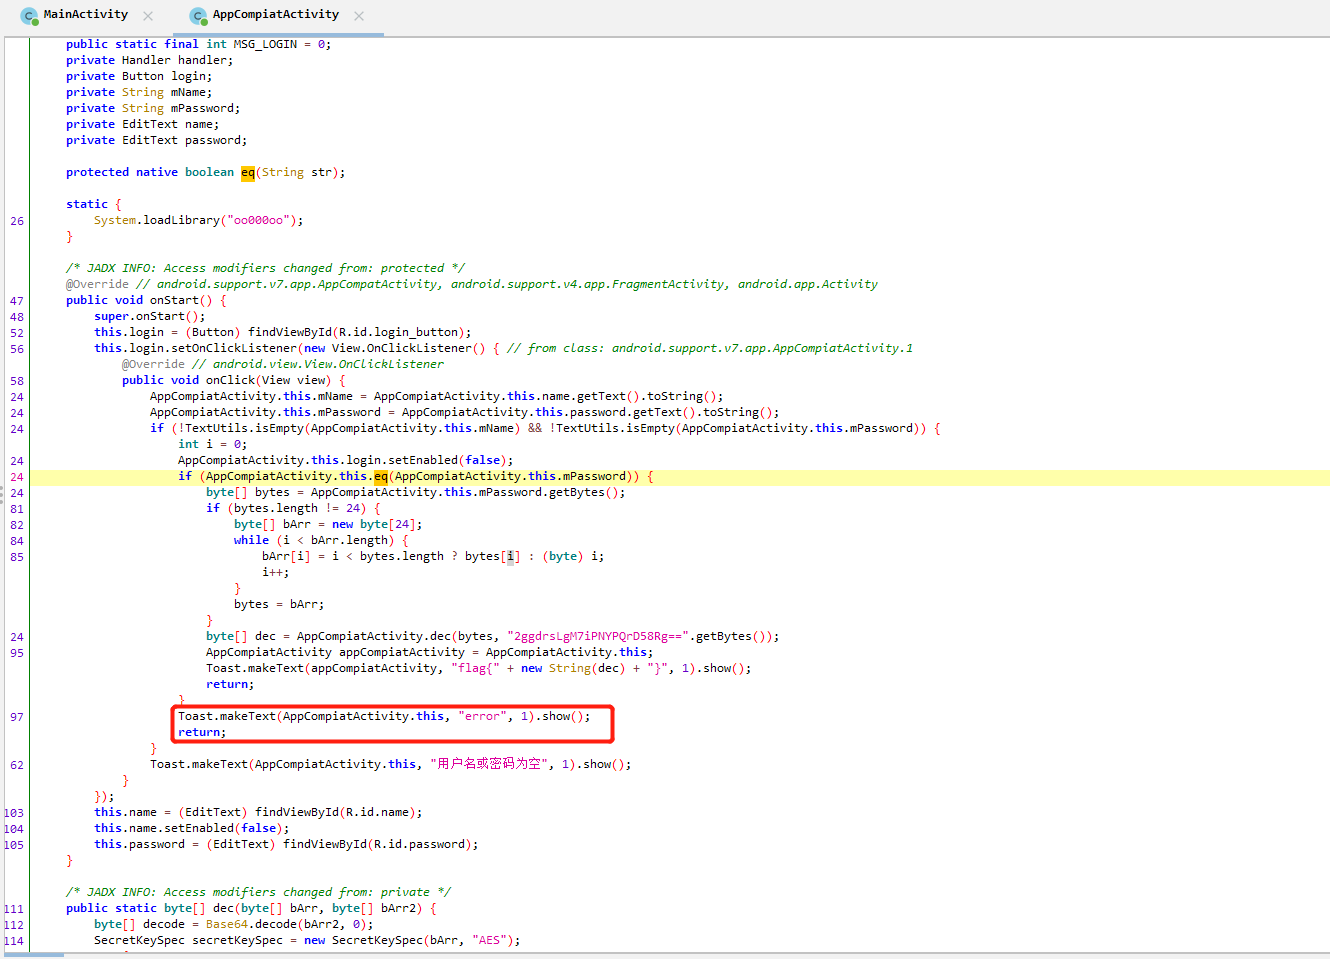 MainActivity
AppCompiatActivity
public static final int MSG_LOGIN = 0;
private Handler handler;
private Button login;
private String mName;
private String mPassword;
private EditText name;
private EditText password;
protected native boolean eq(String str);
static {
26 System.loadLibrary("oo000oo");
}
/* JADX INFO: Access modifiers changed from: protected */
@Override // android.support.v7.app.AppCompatActivity, android.support.v4.app.FragmentActivity, android.app.Activity
47 public void onStart() {
48 super.onStart();
52 this.login = (Button) findViewById(R.id.login_button);
56 this.login.setOnClickListener(new View.OnClickListener() { // from class: android.support.v7.app.AppCompiatActivity.1
@Override // android.view.View.OnClickListener
58 public void onClick(View view) {
24 AppCompiatActivity.this.mName = AppCompiatActivity.this.name.getText().toString();
24 AppCompiatActivity.this.mPassword = AppCompiatActivity.this.password.getText().toString();
24 if (!TextUtils.isEmpty(AppCompiatActivity.this.mName) && !TextUtils.isEmpty(AppCompiatActivity.this.mPassword)) {
int i = 0;
24 AppCompiatActivity.this.login.setEnabled(false);
24 if (AppCompiatActivity.this.eq(AppCompiatActivity.this.mPassword)) {
24 byte[] bytes = AppCompiatActivity.this.mPassword.getBytes();
81 if (bytes.length != 24) {
82 byte[] bArr = new byte[24];
84 while (i < bArr.length) {
85 bArr[i] = i < bytes.length ? bytes[i] : (byte) i;
i++;
}
bytes = bArr;
}
24 byte[] dec = AppCompiatActivity.dec(bytes, "2ggdrsLgM7iPNYPQrD58Rg==".getBytes());
95 AppCompiatActivity appCompiatActivity = AppCompiatActivity.this;
Toast.makeText(appCompiatActivity, "flag{" + new String(dec) + "}", 1).show();
return;
}
97 Toast.makeText(AppCompiatActivity.this, "error", 1).show();
return;
}
62 Toast.makeText(AppCompiatActivity.this, "用户名或密码为空", 1).show();
}
});
103 this.name = (EditText) findViewById(R.id.name);
104 this.name.setEnabled(false);
105 this.password = (EditText) findViewById(R.id.password);
}
/* JADX INFO: Access modifiers changed from: private */
111 public static byte[] dec(byte[] bArr, byte[] bArr2) {
112 byte[] decode = Base64.decode(bArr2, 0);
114 SecretKeySpec secretKeySpec = new SecretKeySpec(bArr, "AES");